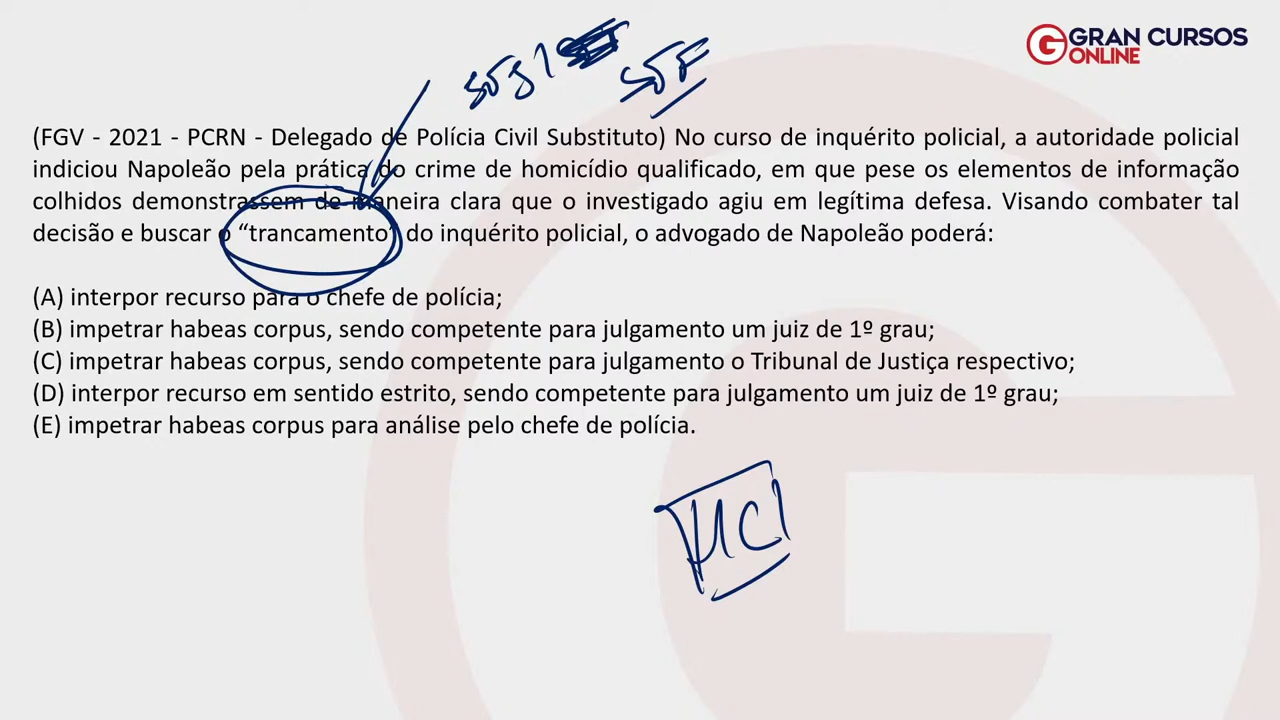 GRAN CURSOS
ONLINE
STJ STF
(FGV - 2021 - PCRN - Delegado de Polícia Civil Substituto) No curso de inquérito policial, a autoridade policial
indiciou Napoleão pela prática do crime de homicídio qualificado, em que pese os elementos de informação
colhidos demonstrassem de maneira clara que o investigado agiu em legítima defesa. Visando combater tal
decisão e buscar o “trancamento” do inquérito policial, o advogado de Napoleão poderá:
(A) interpor recurso para o chefe de polícia;
(B) impetrar habeas corpus, sendo competente para julgamento um juiz de 1º grau;
(C) impetrar habeas corpus, sendo competente para julgamento o Tribunal de Justiça respectivo;
(D) interpor recurso em sentido estrito, sendo competente para julgamento um juiz de 1º grau;
(E) impetrar habeas corpus para análise pelo chefe de polícia.
HC